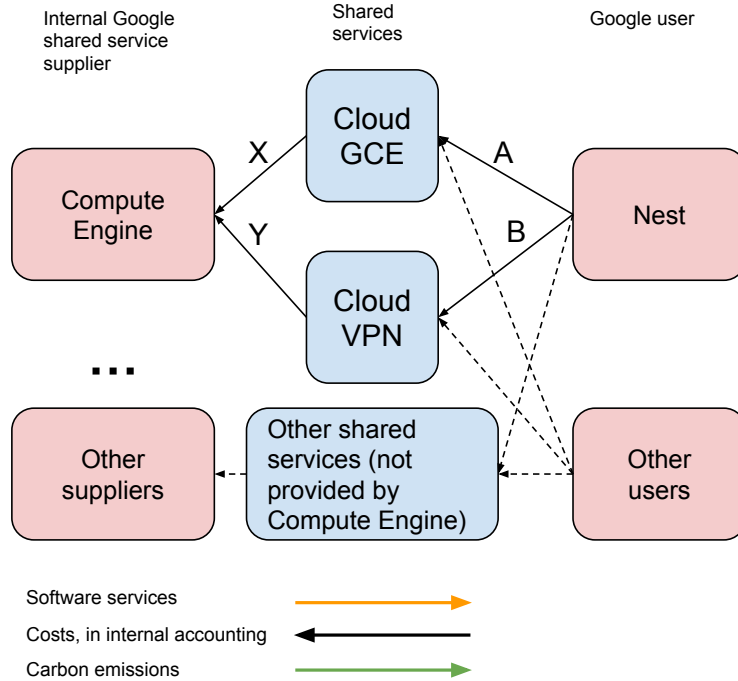 Internal Google
shared service
supplier
Shared
services
Google user
Cloud
GCE
X
A
Compute
Engine
Nest
Y
B
Cloud
VPN
...
Other
suppliers
Other shared
services (not
provided by
Compute Engine)
Other
users
Software services
Costs, in internal accounting
Carbon emissions